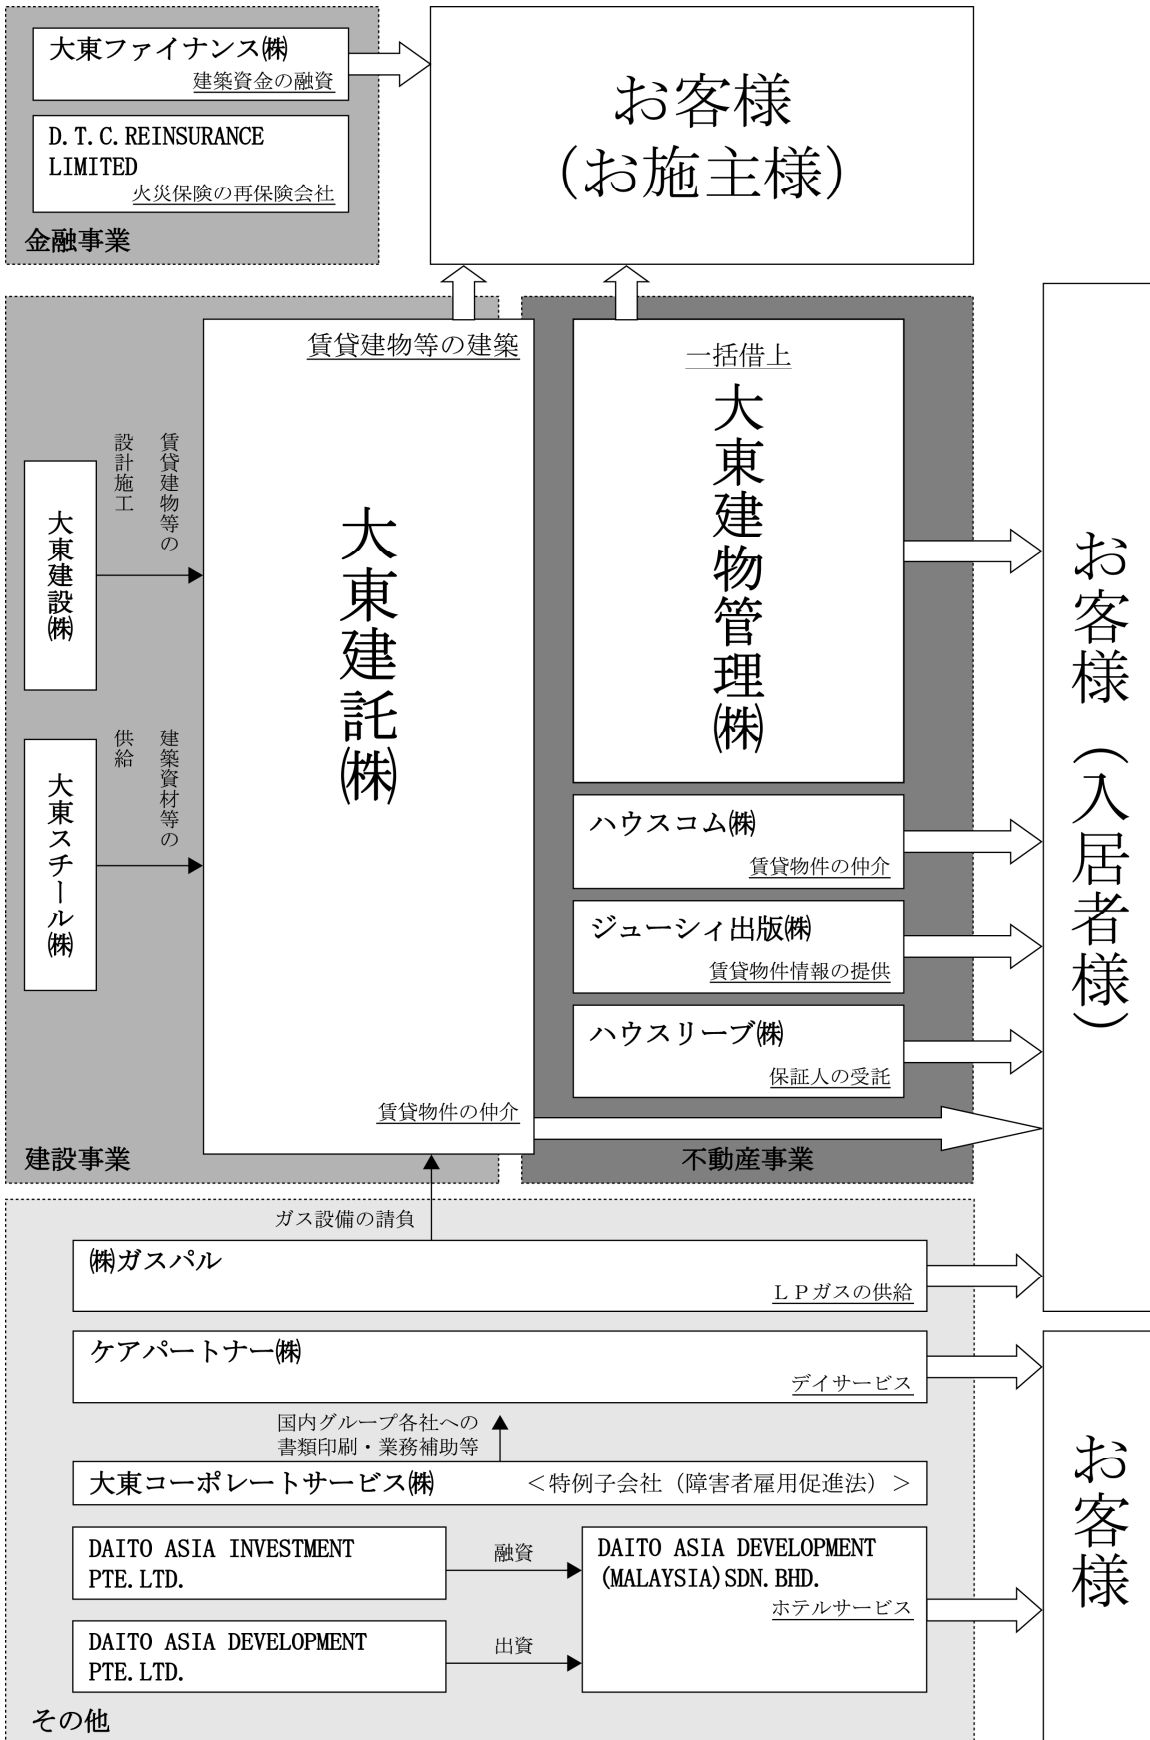 大東ファイナンス㈱
建築資金の融資
D.T.C.REINSURANCE
LIMITED
火災保険の再保険会社
金融事業
お客様
(お施主様)
賃貸建物等の建築
大東建託㈱
賃貸物件の仲介
賃貸建物等の
設計施工
大東建設㈱
建築資材等の
供給
大東スチール㈱
建設事業
一括借上
大東建物管理㈱
ハウスコム㈱
賃貸物件の仲介
ジューシィ出版㈱
賃貸物件情報の提供
ハウスリーブ㈱
保証人の受託
不動産事業
お客様（入居者様）
ガス設備の請負
㈱ガスパル
ＬＰガスの供給
ケアパートナー㈱
デイサービス
国内グループ各社への
書類印刷・業務補助等
大東コーポレートサービス㈱ ＜特例子会社（障害者雇用促進法）＞
DAITO ASIA INVESTMENT
PTE.LTD.
融資
DAITO ASIA DEVELOPMENT
(MALAYSIA)SDN.BHD.
ホテルサービス
DAITO ASIA DEVELOPMENT
PTE.LTD.
出資
その他
お客様